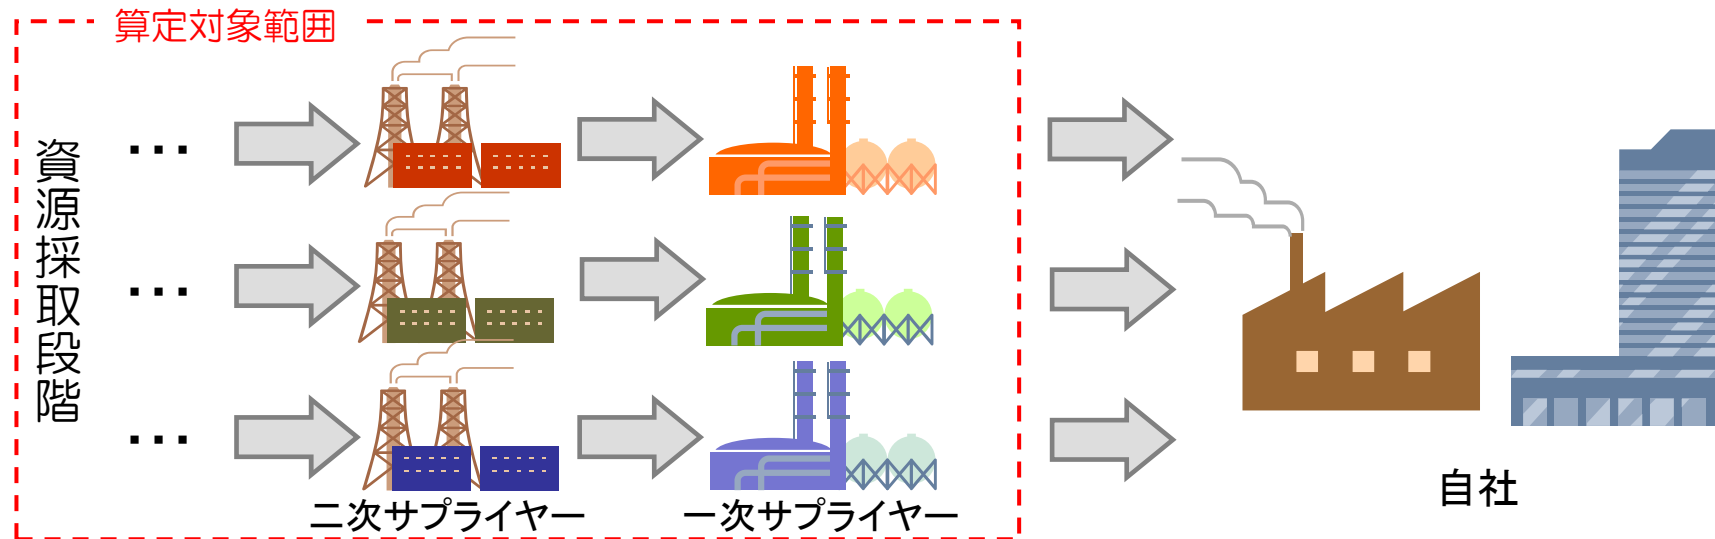 算定対象範囲
資源採取段階
…
…
…
二次サプライヤー
一次サプライヤー
自社